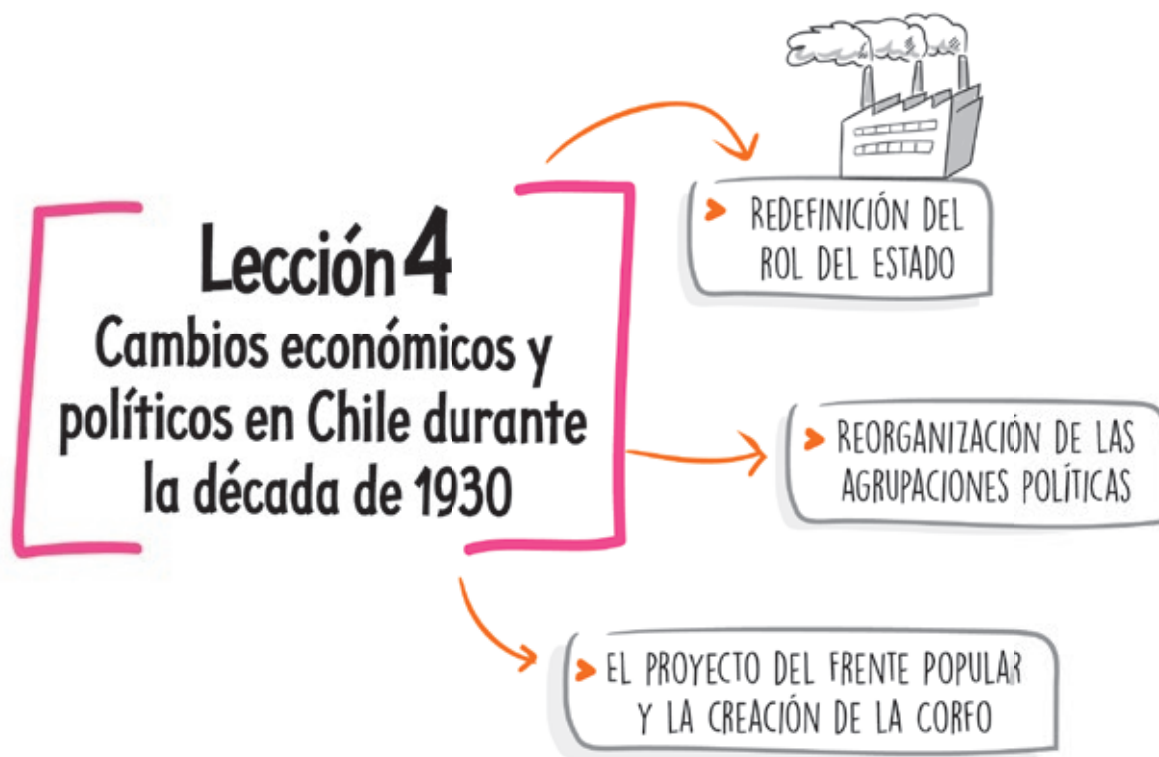 Lección 4
Cambios económicos y
políticos en Chile durante
la década de 1930
REDEFINICIÓN DEL
ROL DEL ESTADO
REORGANIZACIÓN DE LAS
AGRUPACIONES POLÍTICAS
EL PROYECTO DEL FRENTE POPULAR
Y LA CREACIÓN DE LA CORFO